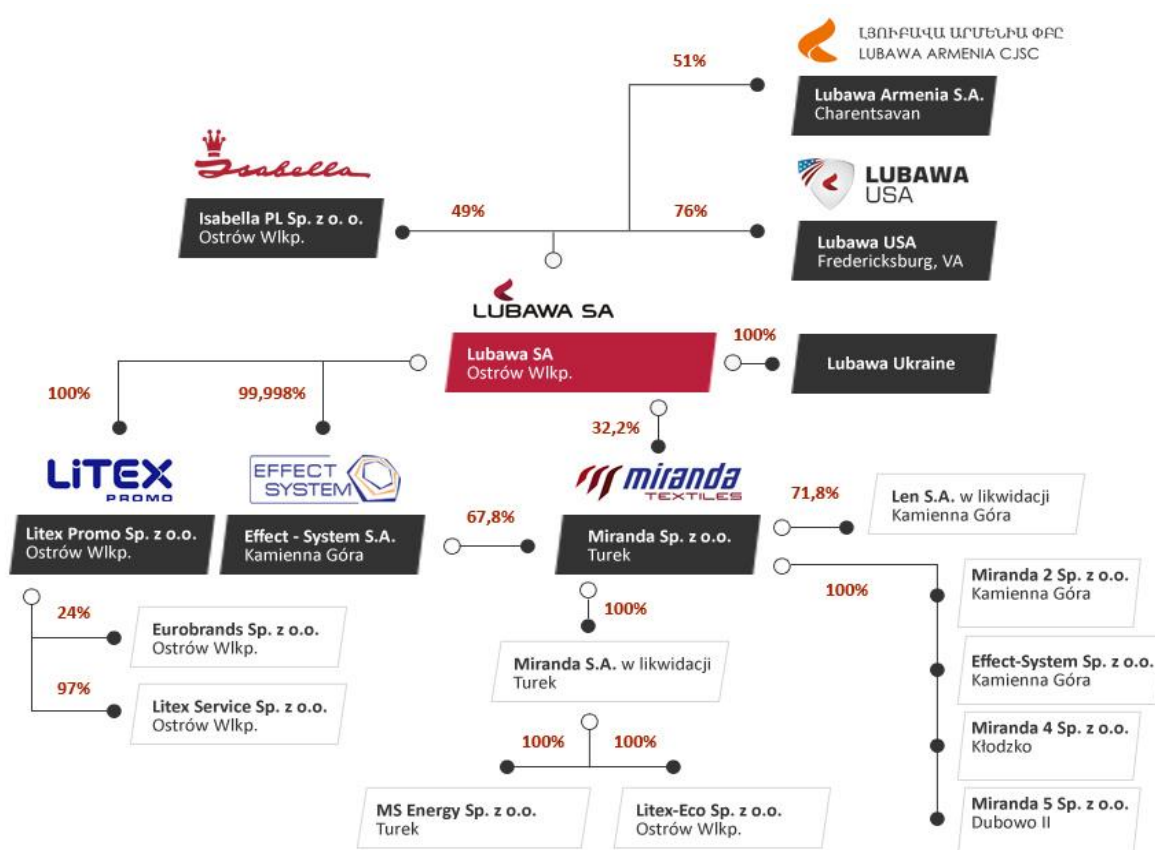 ԼՅՈՒԲԱՎԱ ԱՐՄԵՆԻԱ ՓԲԸ
LUBAWA ARMENIA CJSC
51%
Lubawa Armenia S.A.
Charentsavan
Isabella
LUBAWA
USA
Isabella PL Sp. z o. o.
Ostrów Wlkp.
49%
76%
Lubawa USA
Fredericksburg, VA
LUBAWA SA
Lubawa SA
Ostrów Wlkp.
100%
Lubawa Ukraine
100%
99,998%
32,2%
LiTEX
PROMO
EFFECT
SYSTEM
miranda
TEXTILES
71,8%
Len S.A. w likwidacji
Kamienna Góra
Litex Promo Sp. z o.o.
Ostrów Wlkp.
Effect - System S.A.
Kamienna Góra
67,8%
Miranda Sp. z o.o.
Turek
100%
Miranda 2 Sp. z o.o.
Kamienna Góra
24%
Eurobrands Sp. z o.o.
Ostrów Wlkp.
100%
Miranda S.A. w likwidacji
Turek
Effect-System Sp. z o.o.
Kamienna Góra
97%
Litex Service Sp. z o.o.
Ostrów Wlkp.
Miranda 4 Sp. z o.o.
Kłodzko
100%
100%
MS Energy Sp. z o.o.
Turek
Litex-Eco Sp. z o.o.
Ostrów Wlkp.
Miranda 5 Sp. z o.o.
Dubowo II